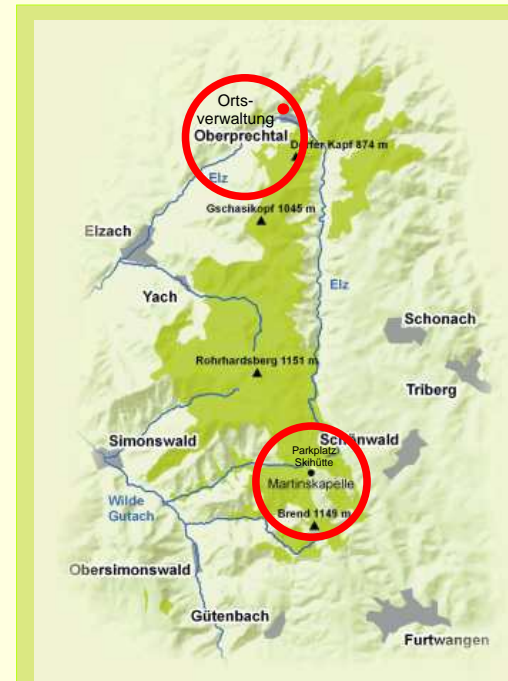 Orts-
verwaltung
Oberprechtal
Dorfer Kapf 874 m
Elz
Gschasikopf 1045 m
Elzach
Elz
Yach
Schonach
Rohrhardsberg 1151 m
Triberg
Simonswald
Schönwald
Parkplatz
Skihütte
Martinskapelle
Wilde
Gutach
Brend 1149 m
Obersimonswald
Gütenbach
Furtwangen